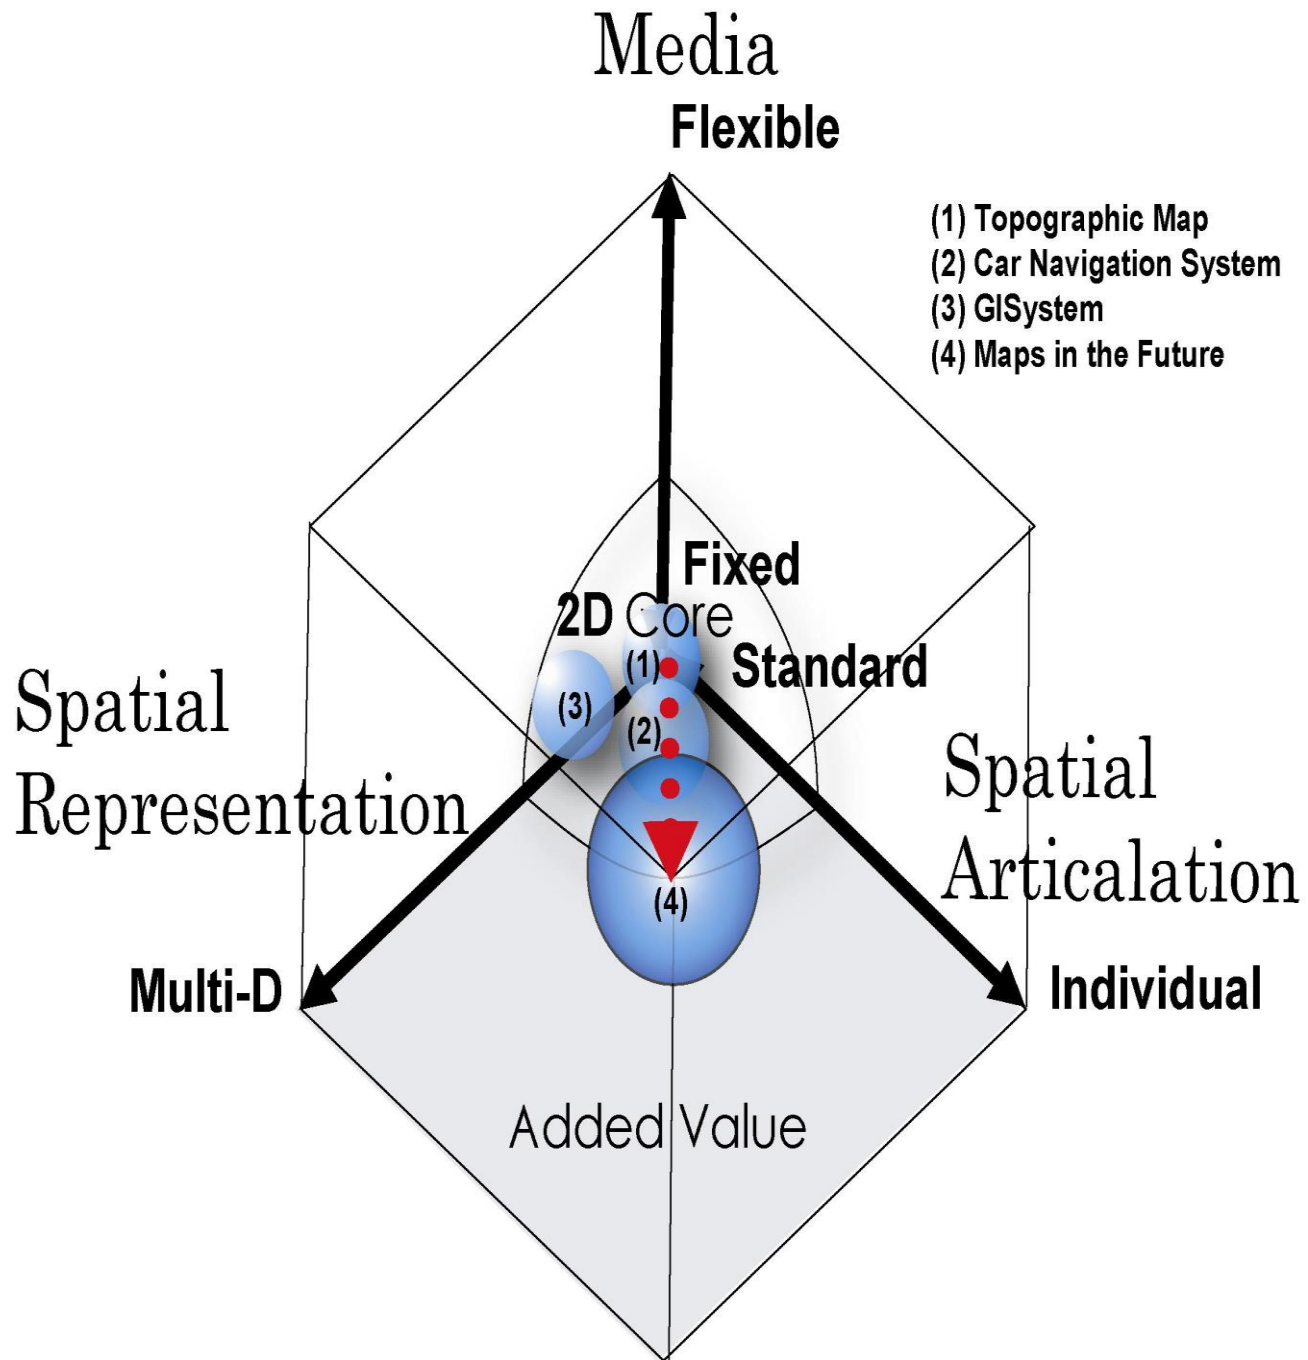 Media
Flexible
(1) Topographic Map
(2) Car Navigation System
(3) GISystem
(4) Maps in the Future
Fixed
2D Core
(1)
Standard
(3)
(2)
Spatial
Representation
Spatial
Articalation
(4)
Multi-D
Individual
Added Value